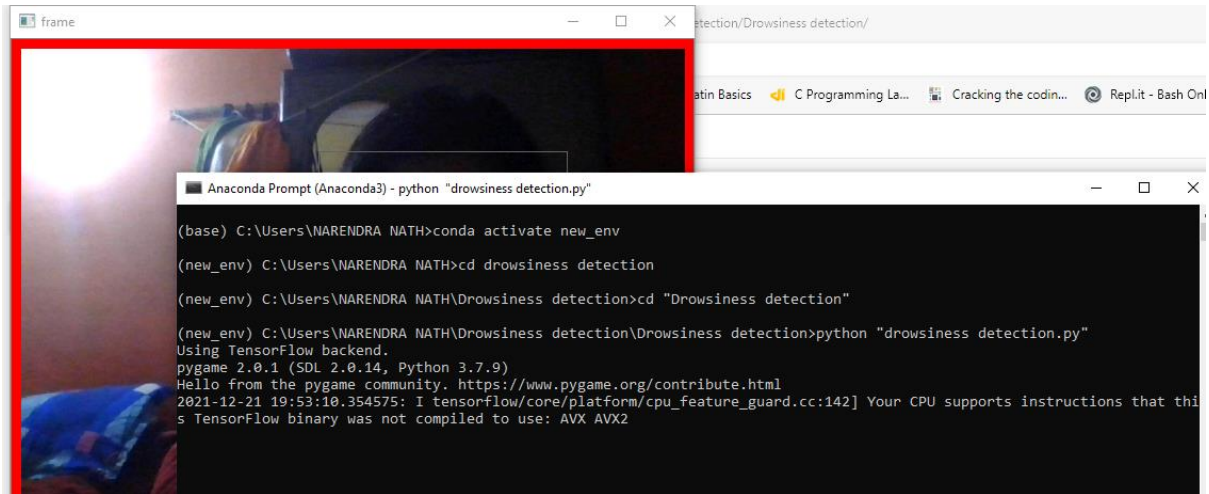 frame
etection/Drowsiness detection/
atin Basics C Programming La... Cracking the codin... Repl.it - Bash Onl
Anaconda Prompt (Anaconda3) - python "drowsiness detection.py"
(base) C:\Users\NARENDRA NATH>conda activate new_env
(new_env) C:\Users\NARENDRA NATH>cd drowsiness detection
(new_env) C:\Users\NARENDRA NATH\Drowsiness detection>cd "Drowsiness detection"
(new_env) C:\Users\NARENDRA NATH\Drowsiness detection\Drowsiness detection>python "drowsiness detection.py"
Using TensorFlow backend.
pygame 2.0.1 (SDL 2.0.14, Python 3.7.9)
Hello from the pygame community. https://www.pygame.org/contribute.html
2021-12-21 19:53:10.354575: I tensorflow/core/platform/cpu_feature_guard.cc:142] Your CPU supports instructions that thi
s TensorFlow binary was not compiled to use: AVX AVX2